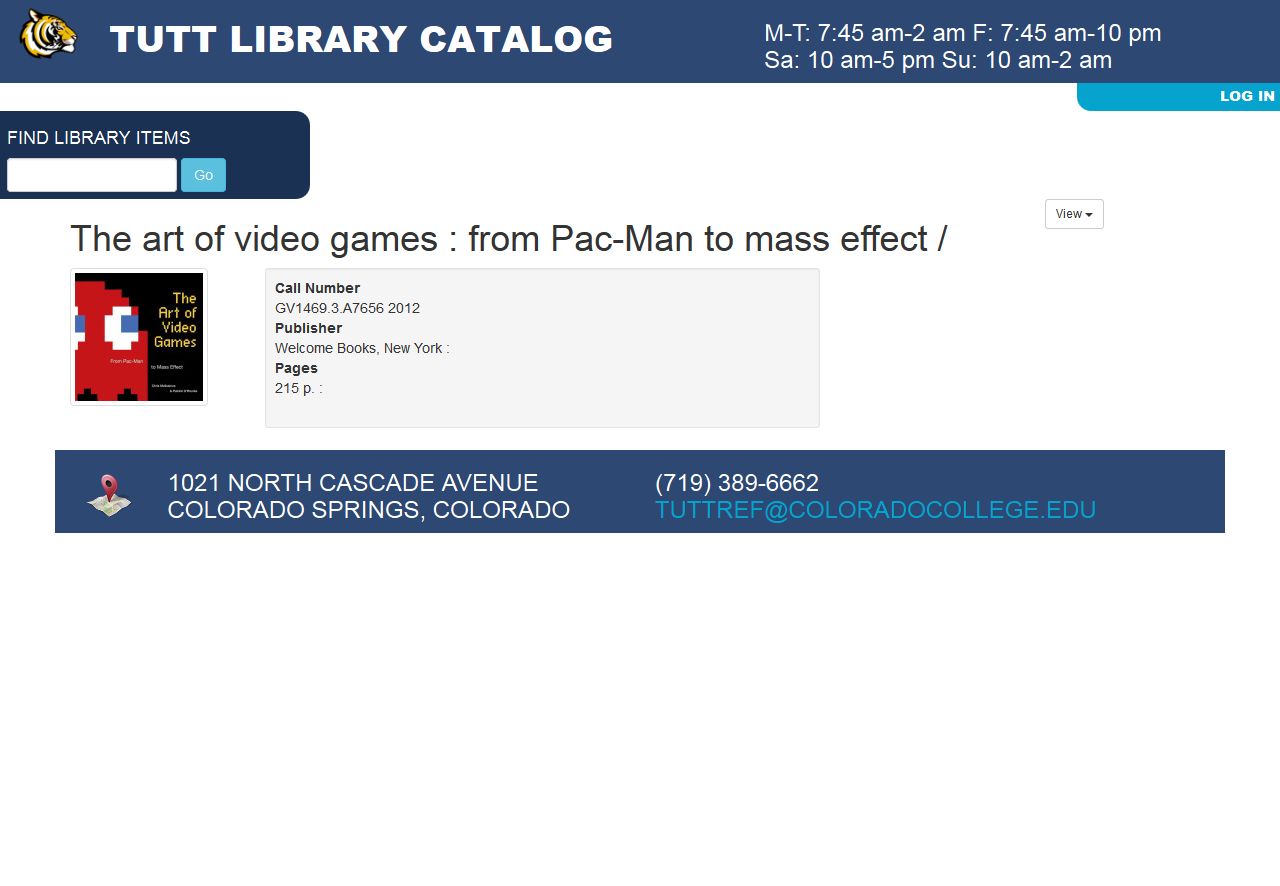 TUTT LIBRARY CATALOG
M-T: 7:45 am-2 am F: 7:45 am-10 pm
Sa: 10 am-5 pm Su: 10 am-2 am
LOG IN
FIND LIBRARY ITEMS
Go
View
The art of video games : from Pac-Man to mass effect /
The
Art of
Video
Games
From Pac-Man
to Mass Effect
Call Number
GV1469.3.A7656 2012
Publisher
Welcome Books, New York :
Pages
215 p. :
1021 NORTH CASCADE AVENUE
COLORADO SPRINGS, COLORADO
(719) 389-6662
TUTTREF@COLORADOCOLLEGE.EDU